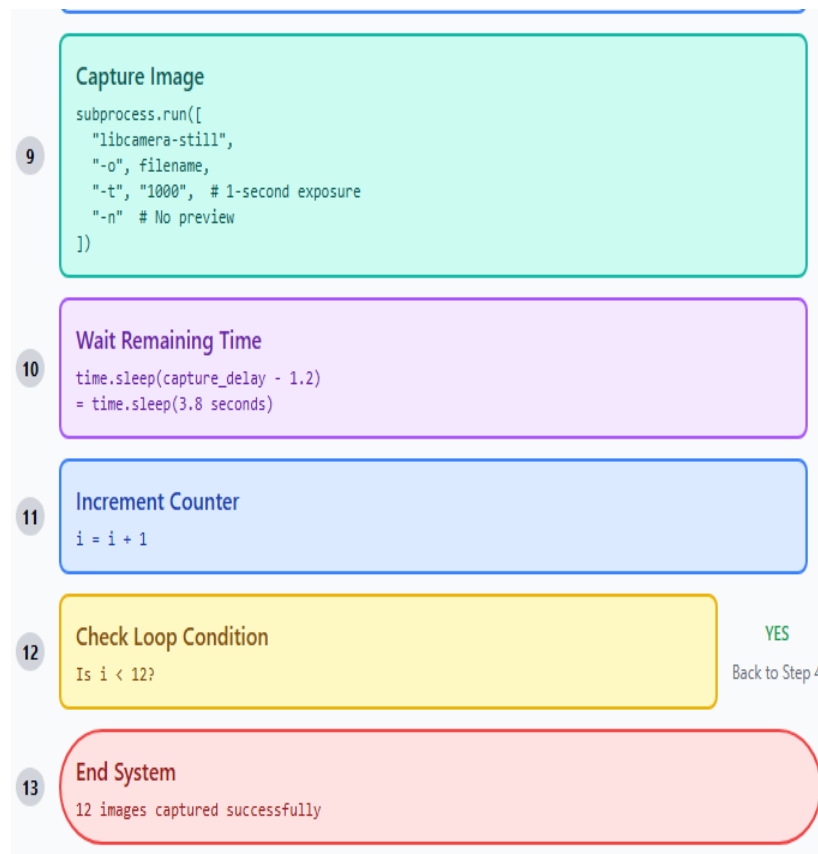 9
Capture Image
subprocess.run([
"libcamera-still",
"-o", filename,
"-t", "1000",  # 1-second exposure
"-n"  # No preview
])
10
Wait Remaining Time
time.sleep(capture_delay - 1.2)
= time.sleep(3.8 seconds)
11
Increment Counter
i = i + 1
12
Check Loop Condition
Is i < 12?
YES
Back to Step 4
13
End System
12 images captured successfully